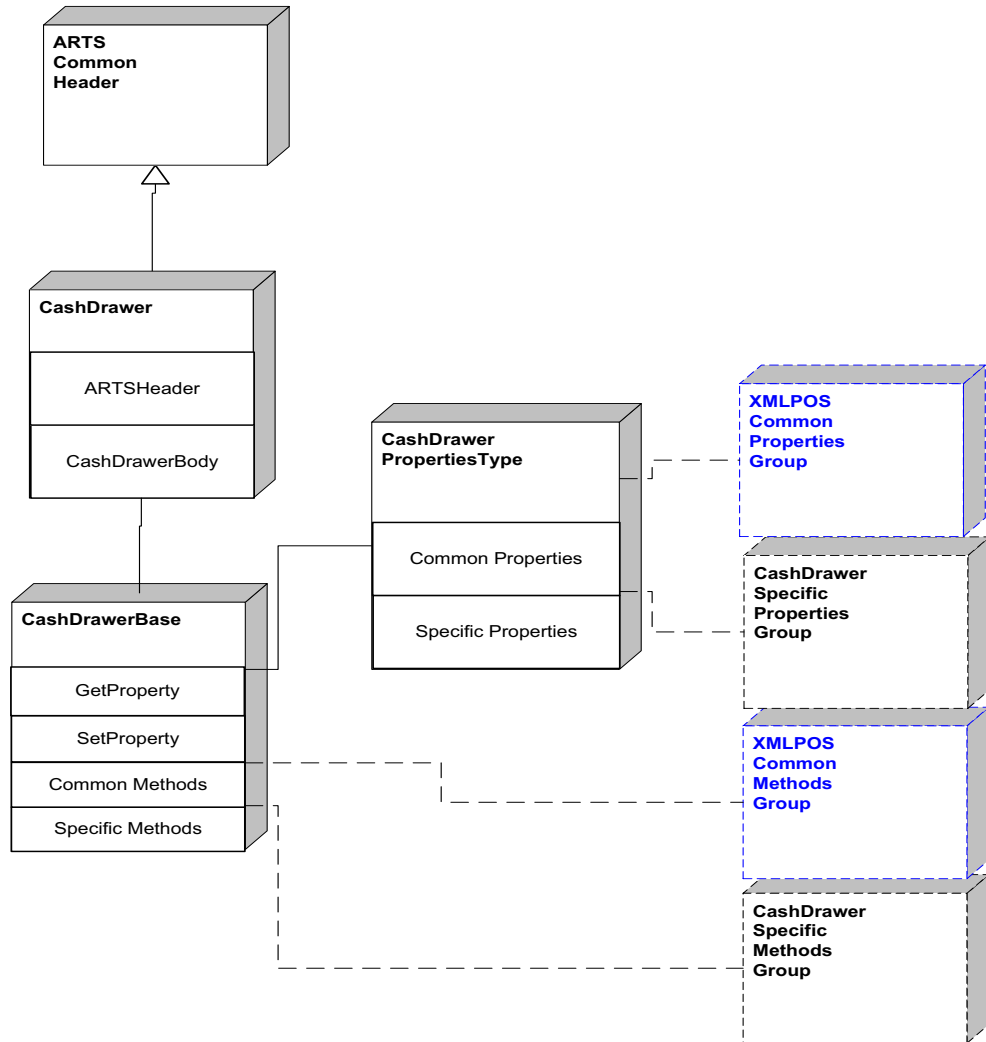 ARTS
Common
Header
CashDrawer
ARTSHeader
CashDrawerBody
CashDrawerBase
GetProperty
SetProperty
Common Methods
Specific Methods
CashDrawer
PropertiesType
Common Properties
Specific Properties
XMLPOS
Common
Properties
Group
CashDrawer
Specific
Properties
Group
XMLPOS
Common
Methods
Group
CashDrawer
Specific
Methods
Group